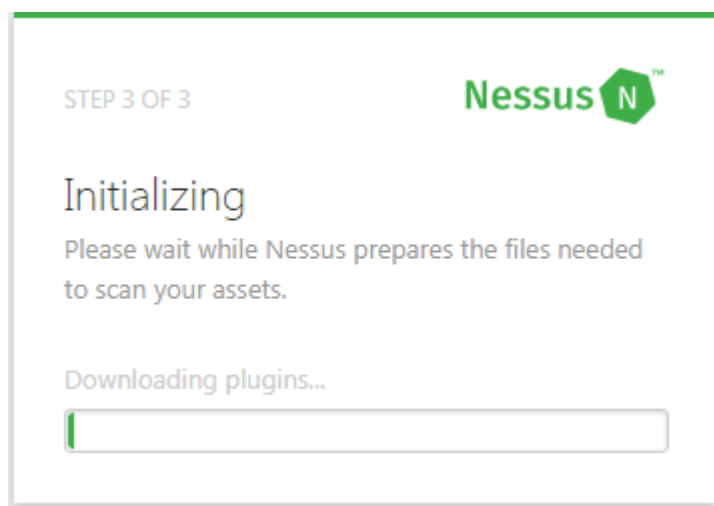 STEP 3 OF 3
Nessus N™
Initializing
Please wait while Nessus prepares the files needed
to scan your assets.
Downloading plugins...